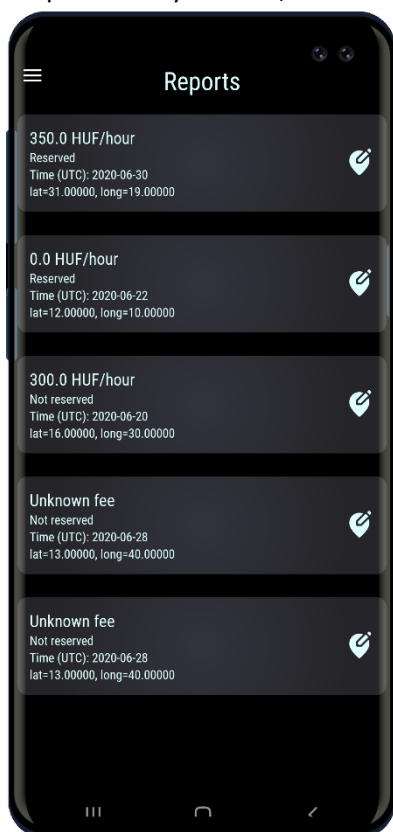 Reports
350.0 HUF/hour
Reserved
Time (UTC): 2020-06-30
lat=31.00000, long=19.00000
0.0 HUF/hour
Reserved
Time (UTC): 2020-06-22
lat=12.00000, long=10.00000
300.0 HUF/hour
Not reserved
Time (UTC): 2020-06-20
lat=16.00000, long=30.00000
Unknown fee
Not reserved
Time (UTC): 2020-06-28
lat=13.00000, long=40.00000
Unknown fee
Not reserved
Time (UTC): 2020-06-28
lat=13.00000, long=40.00000